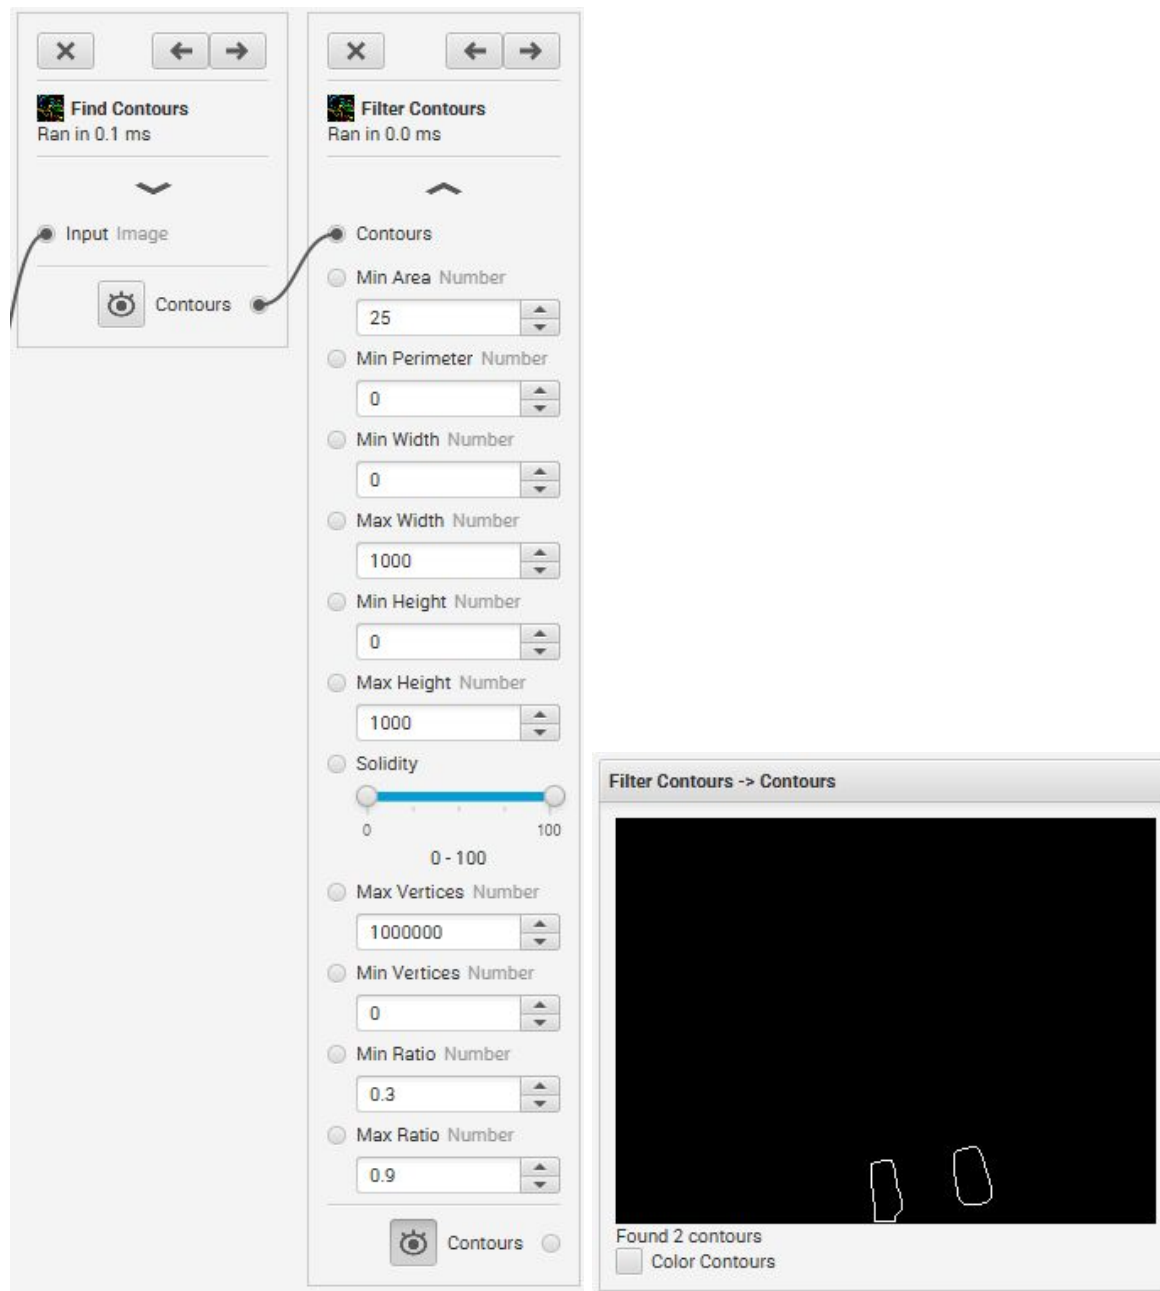 Find Contours
Ran in 0.1 ms
Input Image
Contours
Filter Contours
Ran in 0.0 ms
Contours
Min Area Number
25
Min Perimeter Number
0
Min Width Number
0
Max Width Number
1000
Min Height Number
0
Max Height Number
1000
Solidity
0 100
0 - 100
Max Vertices Number
1000000
Min Vertices Number
0
Min Ratio Number
0.3
Max Ratio Number
0.9
Contours
Filter Contours -> Contours
Found 2 contours
Color Contours